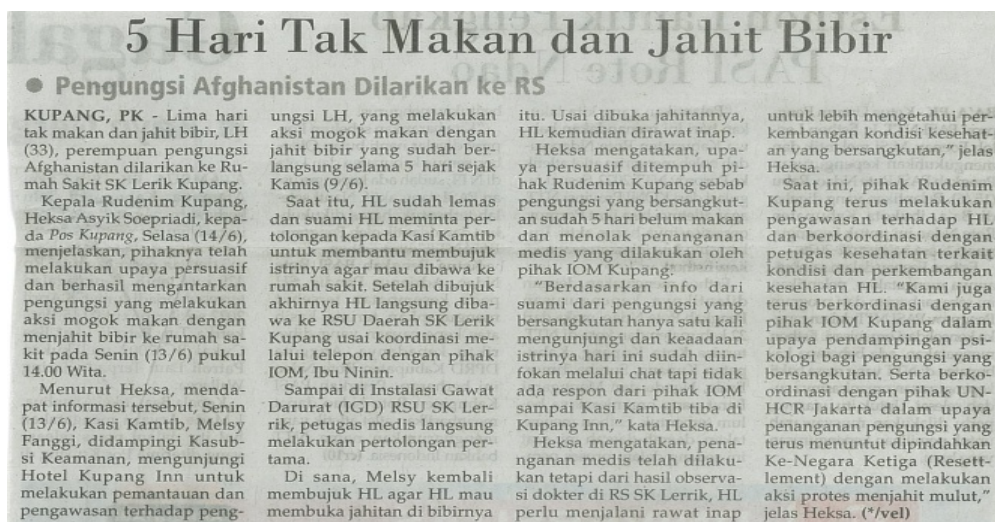 5 Hari Tak Makan dan Jahit Bibir
● Pengungsi Afghanistan Dilarikan ke RS
KUPANG, PK - Lima hari
tak makan dan jahit bibir, LH
(33), perempuan pengungsi
Afghanistan dilarikan ke Ru-
mah Sakit SK Lerik Kupang.
Kepala Rudenim Kupang,
Heksa Asyik Soepriadi, kepa-
da Pos Kupang, Selasa (14/6),
menjelaskan, pihaknya telah
melakukan upaya persuasif
dan berhasil mengantarkan
pengungsi yang melakukan
aksi mogok makan dengan
menjahit bibir ke rumah sa-
kit pada Senin (13/6) pukul
14.00 Wita.
Menurut Heksa, menda-
pat informasi tersebut, Senin
(13/6), Kasi Kamtib, Melsy
Fanggi, didampingi Kasub-
si Keamanan, mengunjungi
Hotel Kupang Inn untuk
melakukan pemantauan dan
pengawasan terhadap peng-
ungsi LH, yang melakukan
aksi mogok makan dengan
jahit bibir yang sudah ber-
langsung selama 5 hari sejak
Kamis (9/6).
Saat itu, HL sudah lemas
dan suami HL meminta per-
tolongan kepada Kasi Kamtib
untuk membantu membujuk
istrinya agar mau dibawa ke
rumah sakit. Setelah dibujuk
akhirnya HL langsung diba-
wa ke RSU Daerah SK Lerik
Kupang usai koordinasi me-
lalui telepon dengan pihak
IOM, Ibu Ninin.
Sampai di Instalasi Gawat
Darurat (IGD) RSU SK Ler-
rik, petugas medis langsung
melakukan pertolongan per-
tama.
Di sana, Melsy kembali
membujuk HL agar HL mau
membuka jahitan di bibirnya
itu. Usai dibuka jahitannya,
HL kemudian dirawat inap.
Heksa mengatakan, upa-
ya persuasif ditempuh pi-
hak Rudenim Kupang sebab
pengungsi yang bersangkut-
an sudah 5 hari belum makan
dan menolak penanganan
medis yang dilakukan oleh
pihak IOM Kupang.
"Berdasarkan info dari
suami dari pengungsi yang
bersangkutan hanya satu kali
mengunjungi dan keaadaan
istrinya hari ini sudah diin-
fokan melalui chat tapi tidak
ada respon dari pihak IOM
sampai Kasi Kamtib tiba di
Kupang Inn," kata Heksa.
Heksa mengatakan, pena-
nganan medis telah dilaku-
kan tetapi dari hasil observa-
si dokter di RS SK Lerrik, HL
perlu menjalani rawat inap
untuk lebih mengetahui per-
kembangan kondisi kesehat-
an yang bersangkutan," jelas
Heksa.
Saat ini, pihak Rudenim
Kupang terus melakukan
pengawasan terhadap HL
dan berkoordinasi dengan
petugas kesehatan terkait
kondisi dan perkembangan
kesehatan HL. "Kami juga
terus berkordinasi dengan
pihak IOM Kupang dalam
upaya pendampingan psi-
kologi bagi pengungsi yang
bersangkutan. Serta berko-
ordinasi dengan pihak UN-
HCR Jakarta dalam upaya
penanganan pengungsi yang
terus menuntut dipindahkan
Ke-Negara Ketiga (Resett-
lement) dengan melakukan
aksi protes menjahit mulut,"
jelas Heksa. (*/vel)